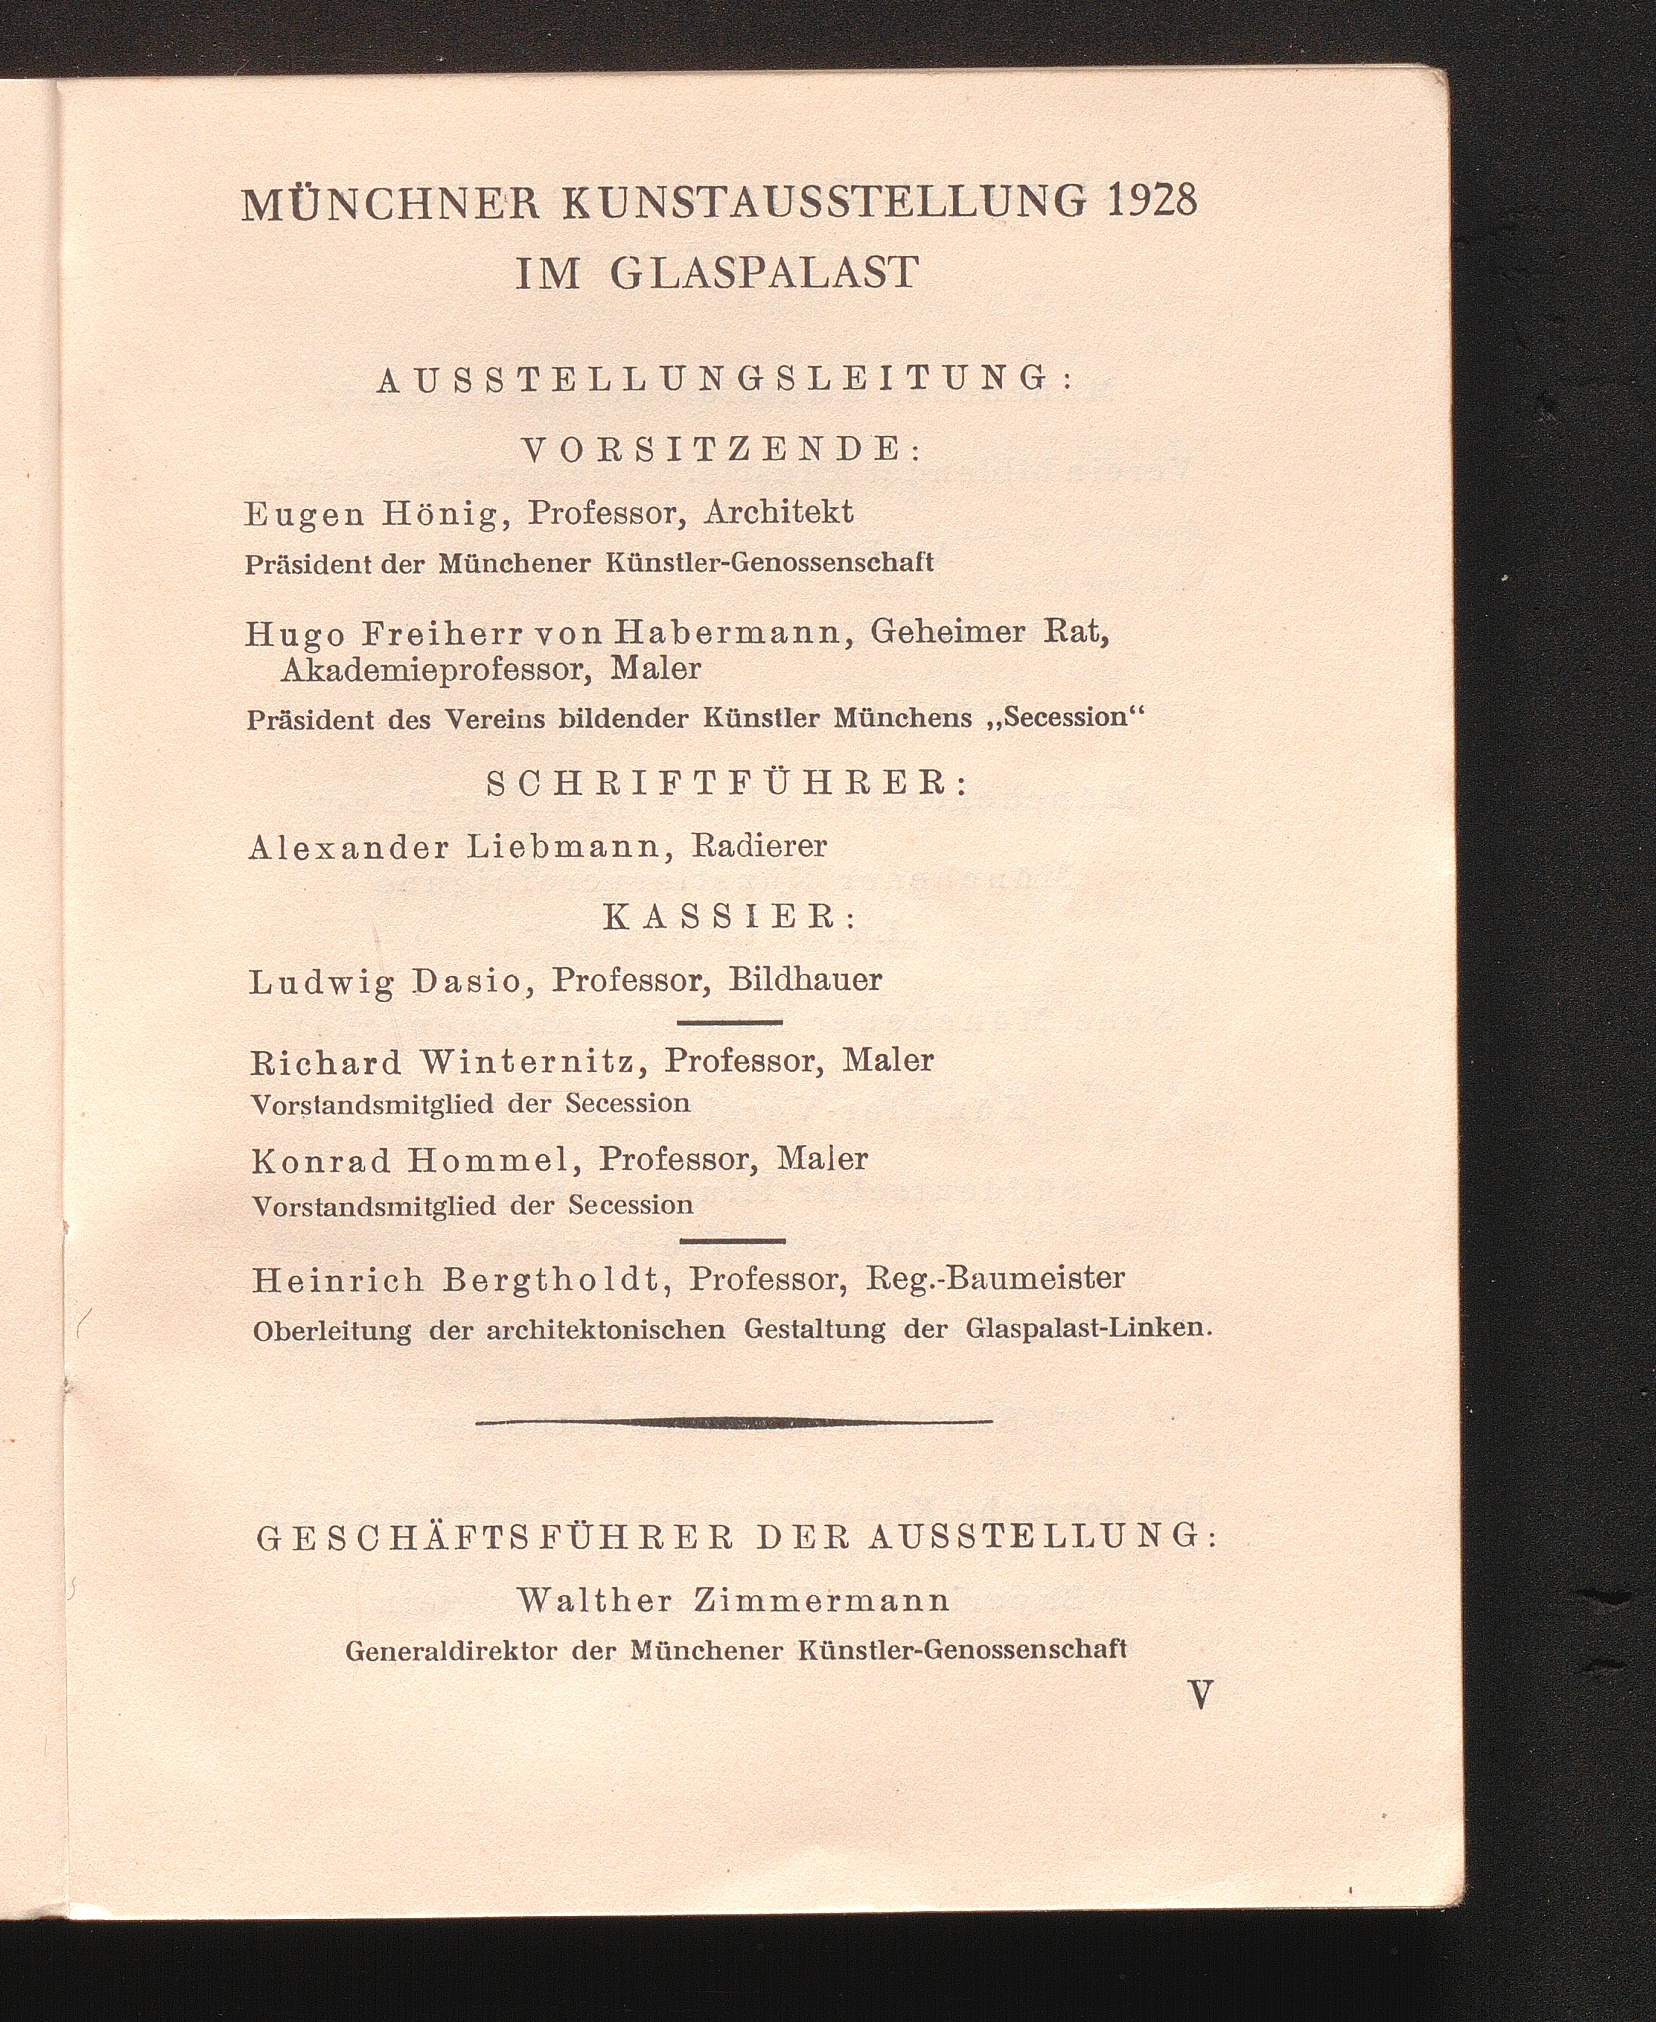 MÜNCHNER KUNSTAUSSTELLUNG 1928
IM GLASPALAST
AUSSTELLUNGSLEITUNG:
VORSITZENDE:
Eugen Hönig, Professor, Architekt
Präsident der Münchener Künstler-Genossenschaft
Hugo Freiherr von Habermann, Geheimer Rat,
Akademieprofessor, Maler
Präsident des Vereins bildender Künstler Münchens „Secession“
SCHRIFTFÜHRER:
Alexander Liebmann, Radierer
KASSIER:
Ludwig Dasio, Professor, Bildhauer
Richard Winternitz, Professor, Maler
Vorstandsmitglied der Secession
Konrad Hommel, Professor, Maler
Vorstandsmitglied der Secession
Heinrich Bergtholdt, Professor, Reg.-Baumeister
Oberleitung der architektonischen Gestaltung der Glaspalast-Linken.
GESCHÄFTSFÜHRER DER AUSSTELLUNG:
Walther Zimmermann
Generaldirektor der Münchener Künstler-Genossenschaft
V